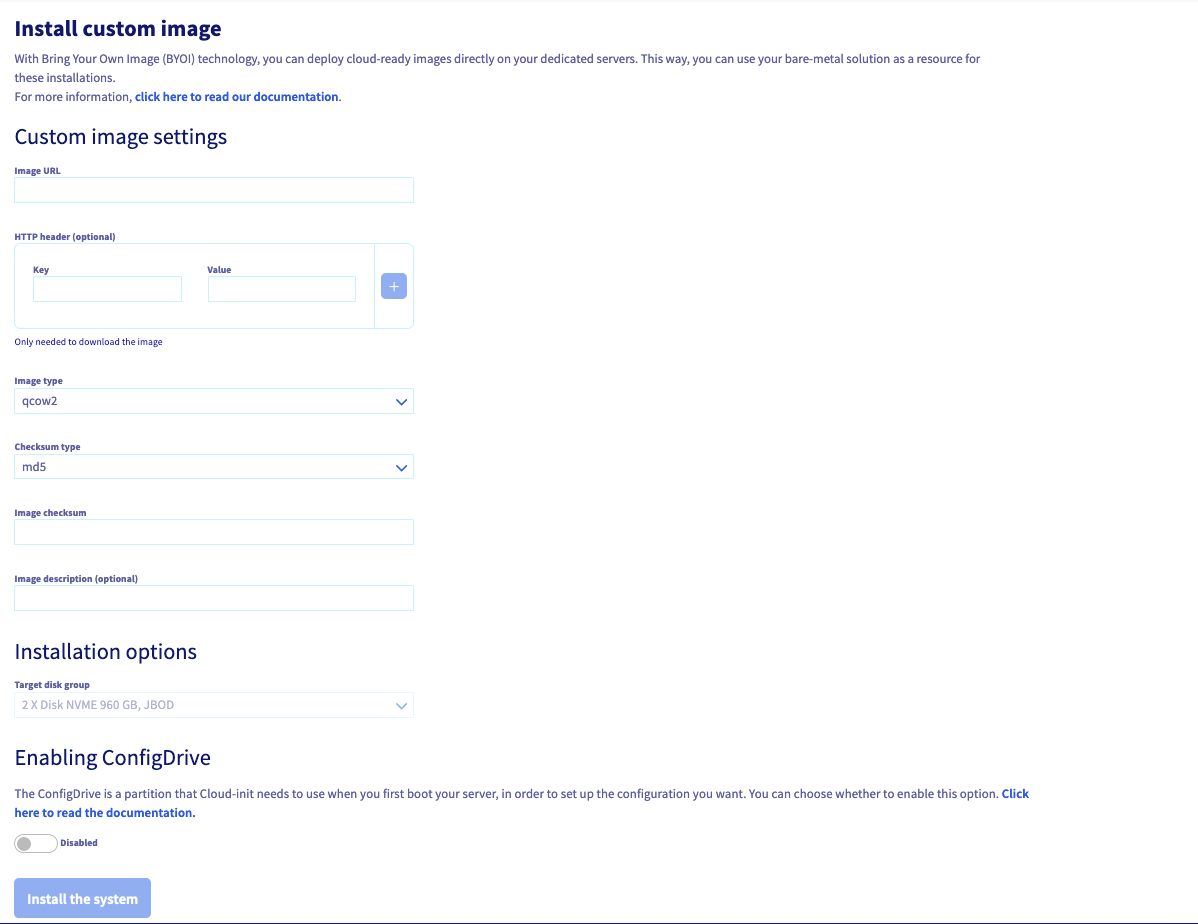 Install custom image
With Bring Your Own Image (BYOI) technology, you can deploy cloud-ready images directly on your dedicated servers. This way, you can use your bare-metal solution as a resource for
these installations.
For more information, click here to read our documentation.
Custom image settings
Image URL
HTTP header (optional)
Key Value
+
Only needed to download the image
Image type
qcow2
Checksum type
md5
Image checksum
Image description (optional)
Installation options
Target disk group
2 X Disk NVME 960 GB, JBOD
Enabling ConfigDrive
The ConfigDrive is a partition that Cloud-init needs to use when you first boot your server, in order to set up the configuration you want. You can choose whether to enable this option. Click
here to read the documentation.
Disabled
Install the system